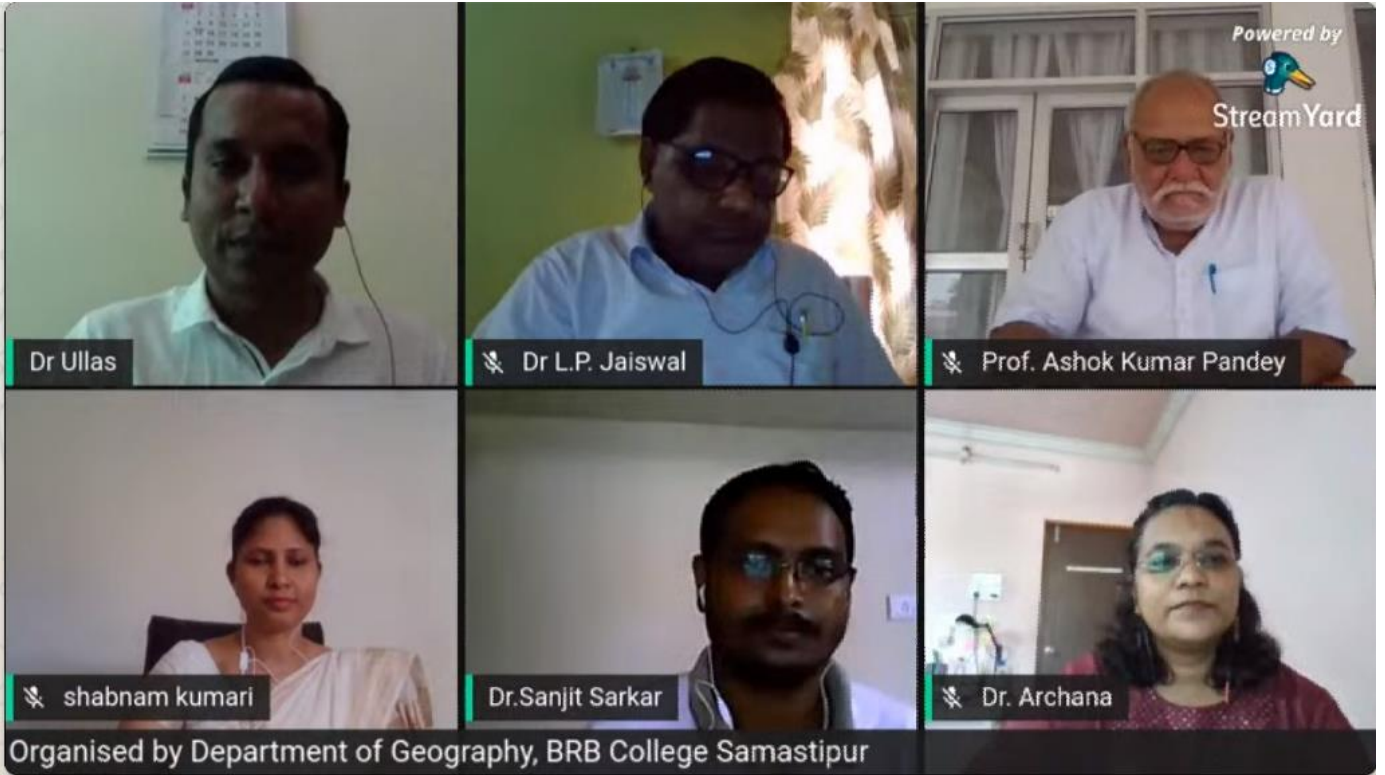 Powered by
StreamYard
Dr Ullas
Dr L.P. Jaiswal
Prof. Ashok Kumar Pandey
shabnam kumari
Dr.Sanjit Sarkar
Dr. Archana
Organised by Department of Geography, BRB College Samastipur